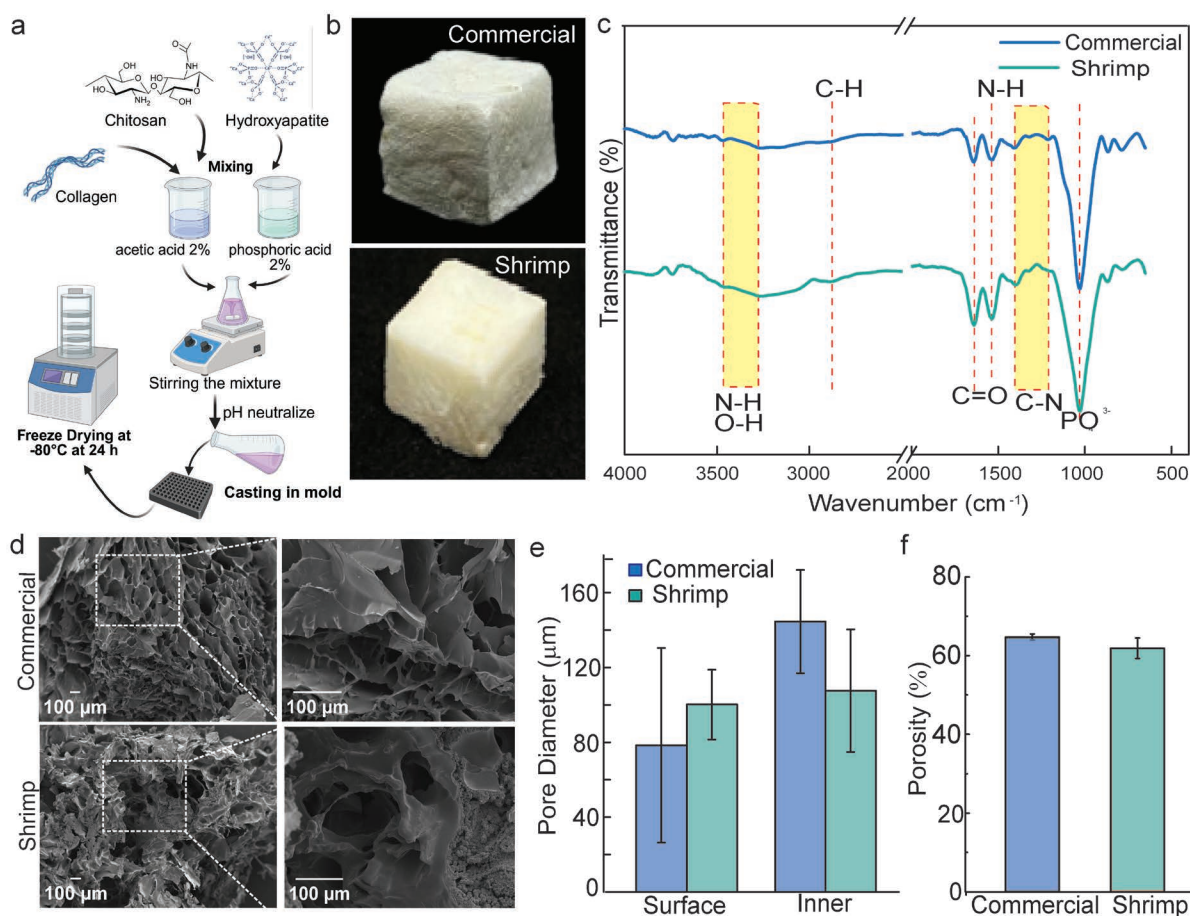 a
Chitosan
Hydroxyapatite
Mixing
Collagen
acetic acid 2%
phosphoric acid
2%
Stirring the mixture
pH neutralize
Freeze Drying at
-80°C at 24 h
Casting in mold
b
Commercial
Shrimp
c
Commercial
Shrimp
C-H
N-H
Transmittance (%)
N-H
O-H
C=O
C-N
PO 3-
4000 3500 3000 2000 1500 1000 500
Wavenumber (cm -1)
d
Commercial
100 µm
100 µm
Shrimp
100 µm
100 µm
e
Commercial
Shrimp
Pore Diameter (µm)
160
120
80
40
0
Surface Inner
f
Porosity (%)
80
60
40
20
0
Commercial Shrimp